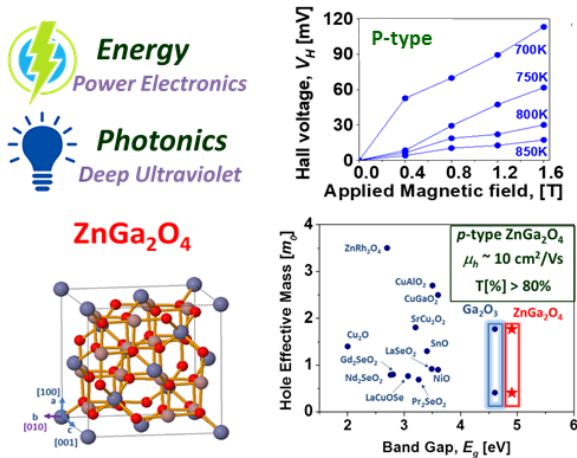 Energy
Power Electronics
Photonics
Deep Ultraviolet
ZnGa₂O₄
[100]
a
b
[010]
c
[001]
Hall voltage, V_H [mV]
120
90
60
30
0
P-type
700K
750K
800K
850K
0.0 0.4 0.8 1.2 1.6
Applied Magnetic field, [T]
Hole Effective Mass [m₀]
4
3
2
1
0
p-type ZnGa₂O₄
μ_h ~ 10 cm²/Vs
T[%] > 80%
ZnRh₂O₄
CuAlO₂
CuGaO₂
Ga₂O₃
ZnGa₂O₄
SrCu₂O₂
Cu₂O
SnO
Gd₂SeO₂
LaSeO₂
Nd₂SeO₂
NiO
LaCuOSe
Pr₂SeO₂
2 3 4 5 6
Band Gap, E_g [eV]